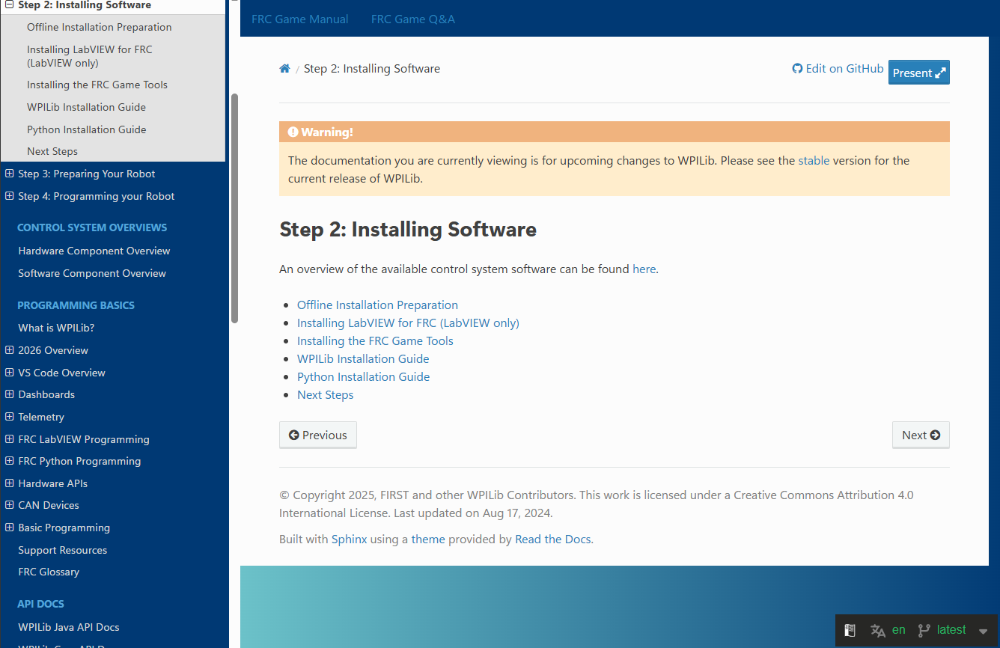 Step 2: Installing Software
Offline Installation Preparation
Installing LabVIEW for FRC
(LabVIEW only)
Installing the FRC Game Tools
WPILib Installation Guide
Python Installation Guide
Next Steps
Step 3: Preparing Your Robot
Step 4: Programming your Robot
CONTROL SYSTEM OVERVIEWS
Hardware Component Overview
Software Component Overview
PROGRAMMING BASICS
What is WPILib?
2026 Overview
VS Code Overview
Dashboards
Telemetry
FRC LabVIEW Programming
FRC Python Programming
Hardware APIs
CAN Devices
Basic Programming
Support Resources
FRC Glossary
API DOCS
WPILib Java API Docs
FRC Game Manual FRC Game Q&A
/ Step 2: Installing Software
Edit on GitHub Present
Warning!
The documentation you are currently viewing is for upcoming changes to WPILib. Please see the stable version for the
current release of WPILib.
Step 2: Installing Software
An overview of the available control system software can be found here.
• Offline Installation Preparation
• Installing LabVIEW for FRC (LabVIEW only)
• Installing the FRC Game Tools
• WPILib Installation Guide
• Python Installation Guide
• Next Steps
Previous Next
© Copyright 2025, FIRST and other WPILib Contributors. This work is licensed under a Creative Commons Attribution 4.0
International License. Last updated on Aug 17, 2024.
Built with Sphinx using a theme provided by Read the Docs.
en latest